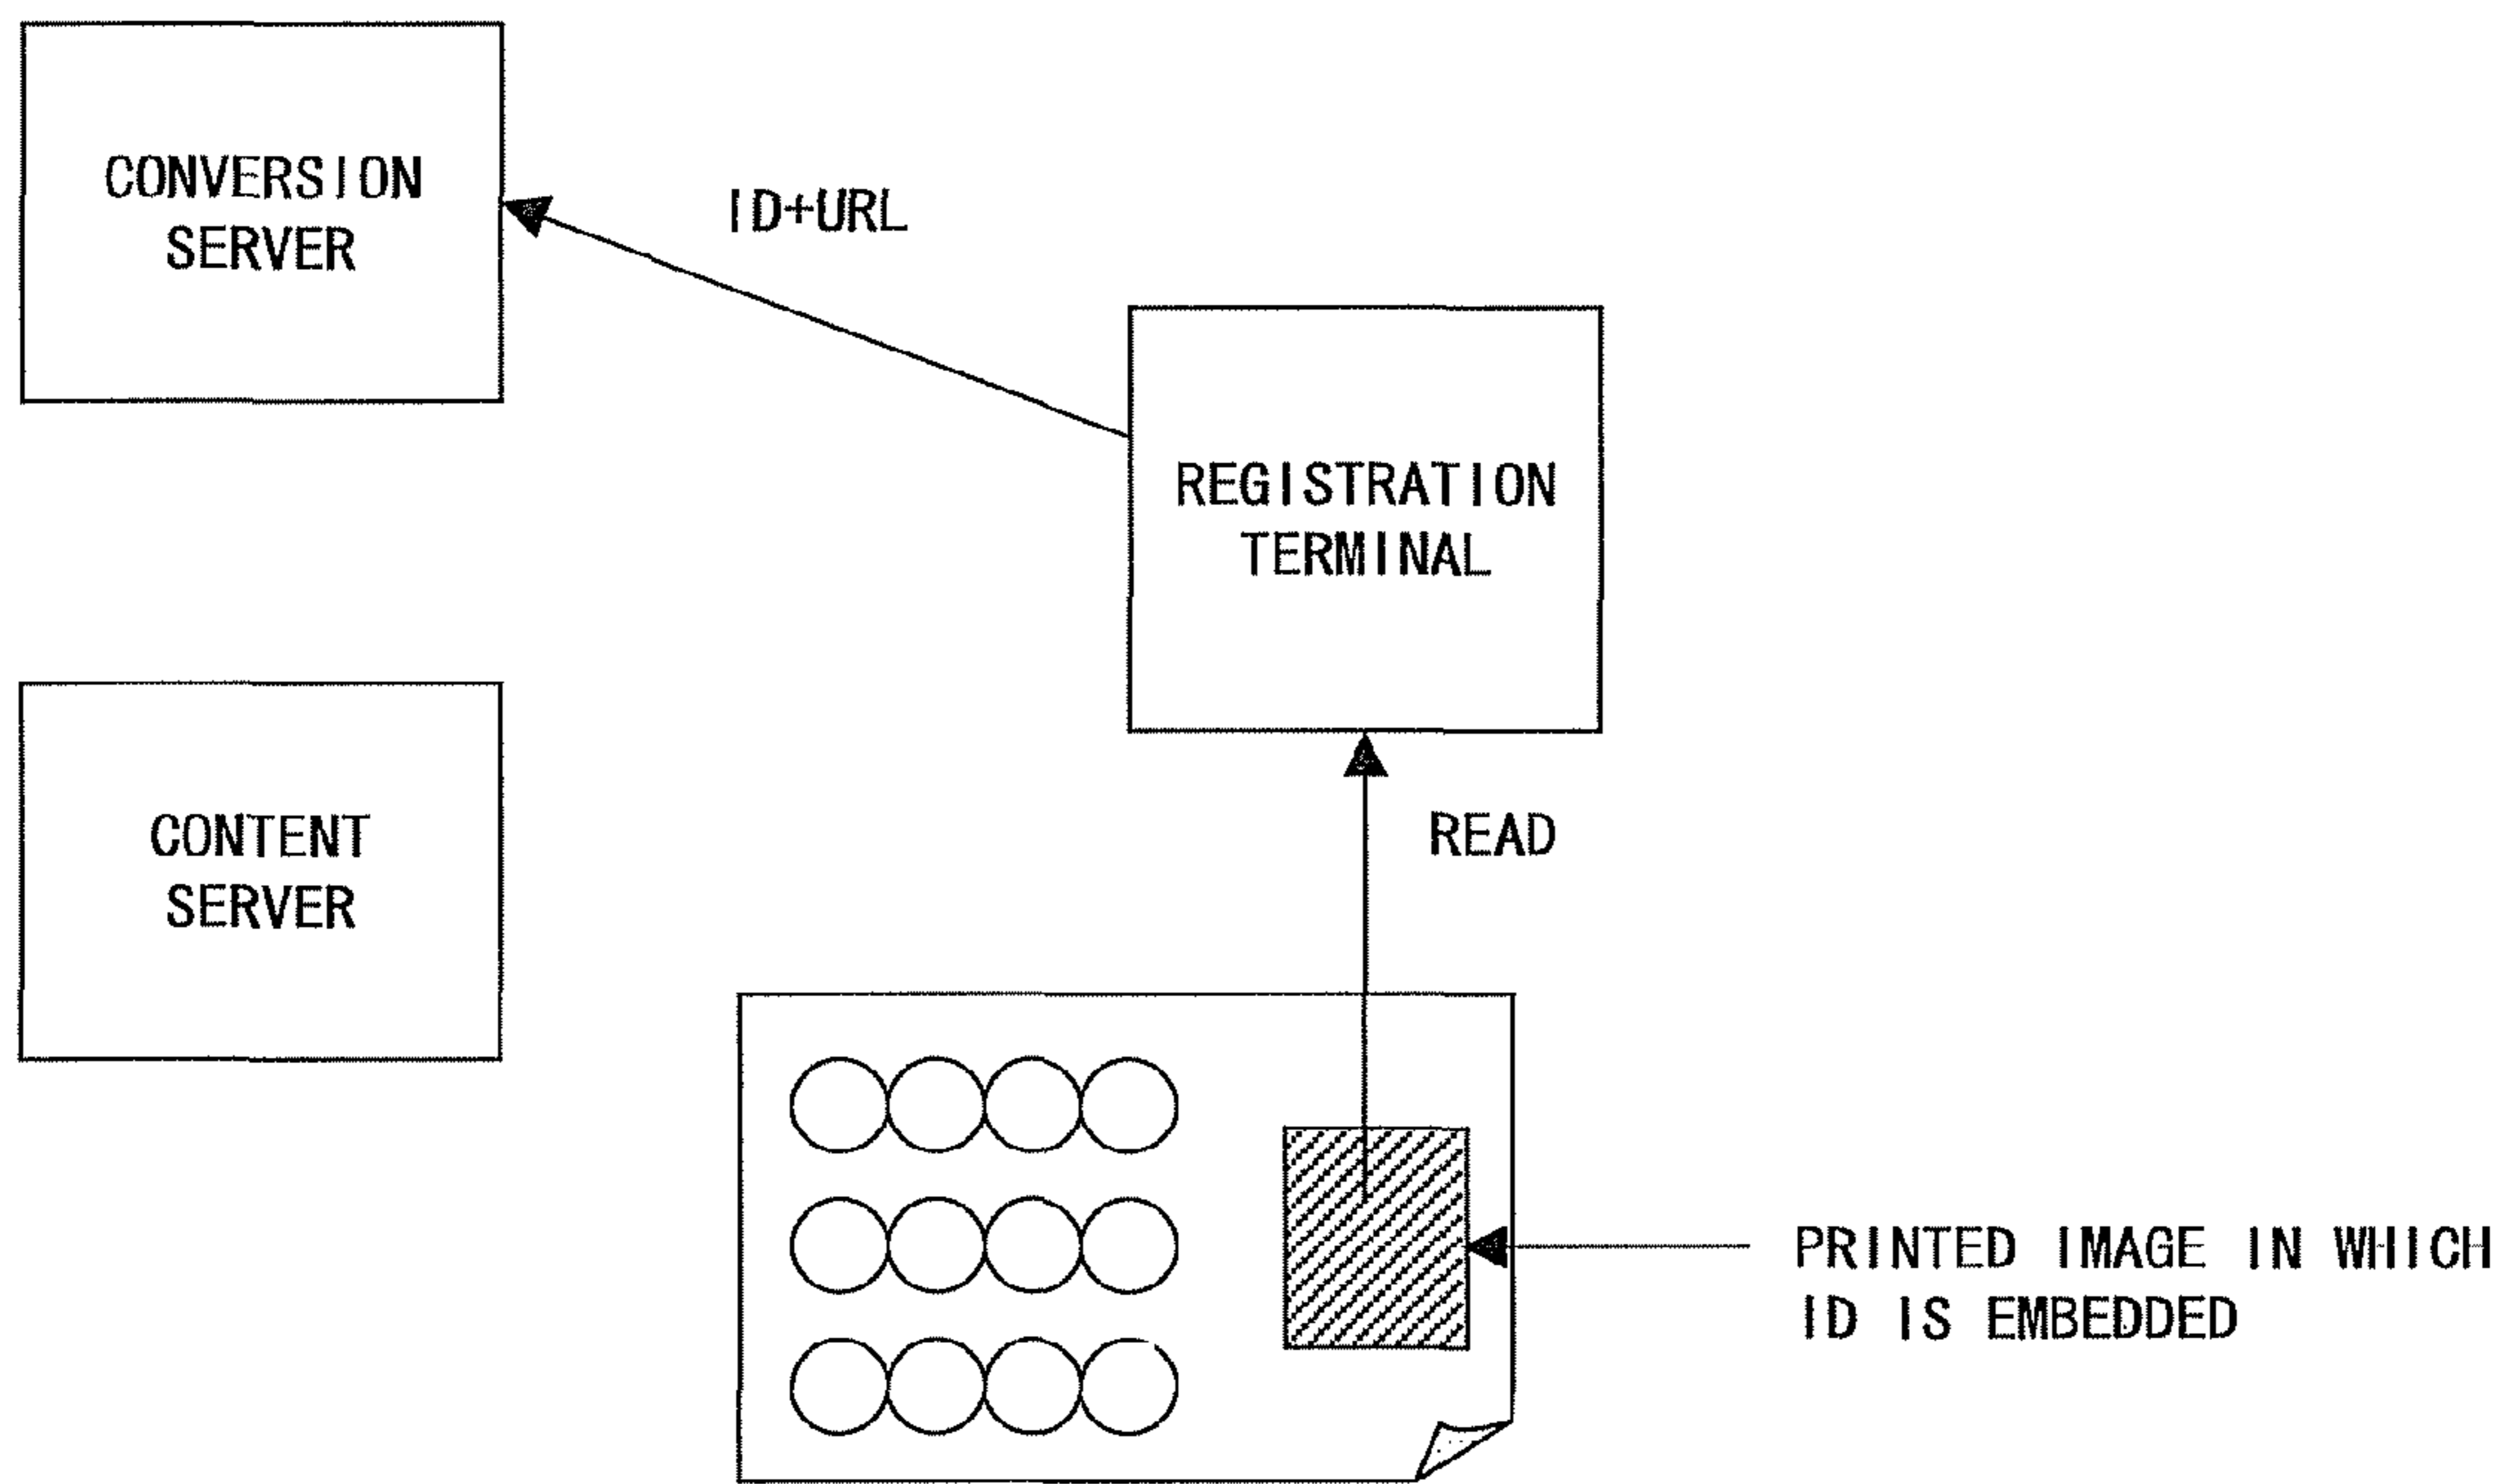 CONVERSION
SERVER
ID+URL
REGISTRATION
TERMINAL
CONTENT
SERVER
READ
PRINTED IMAGE IN WHICH
ID IS EMBEDDED